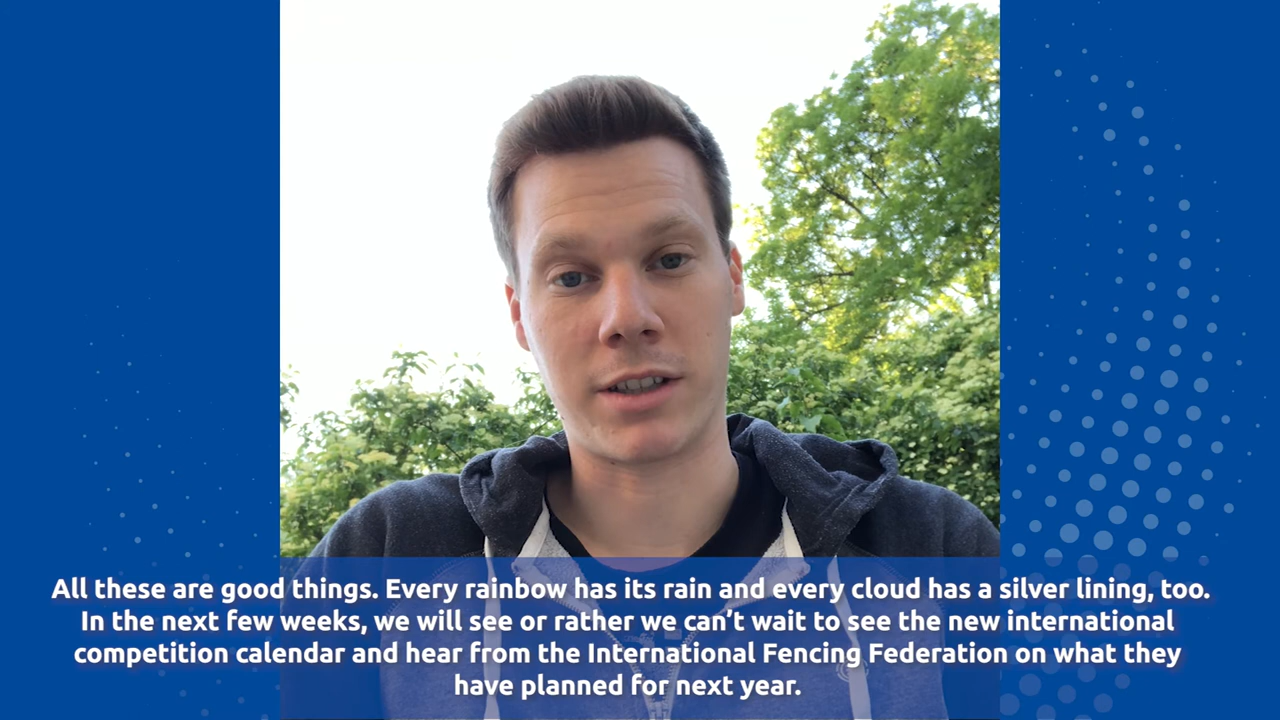 All these are good things. Every rainbow has its rain and every cloud has a silver lining, too.
In the next few weeks, we will see or rather we can't wait to see the new international
competition calendar and hear from the International Fencing Federation on what they
have planned for next year.